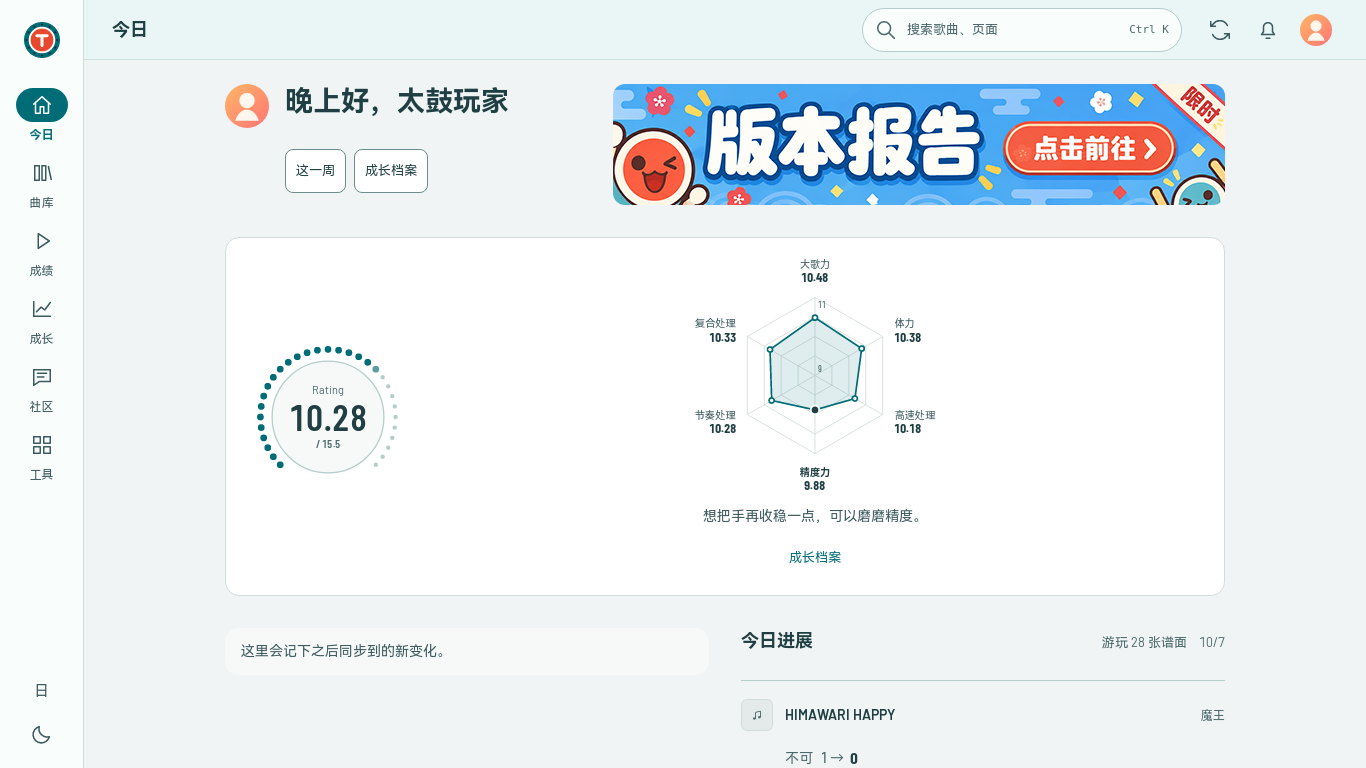 今日
搜索歌曲、页面
Ctrl K
今日
曲库
成绩
成长
社区
工具
日
晚上好，太鼓玩家
这一周
成长档案
版本报告
点击前往
限时
Rating
10.28
/ 15.5
大歌力
10.48
11
9
复合处理
10.33
体力
10.38
节奏处理
10.28
高速处理
10.18
精度力
9.88
想把手再收稳一点，可以磨磨精度。
成长档案
这里会记下之后同步到的新变化。
今日进展
游玩 28 张谱面 10/7
HIMAWARI HAPPY
魔王
不可 1→ 0